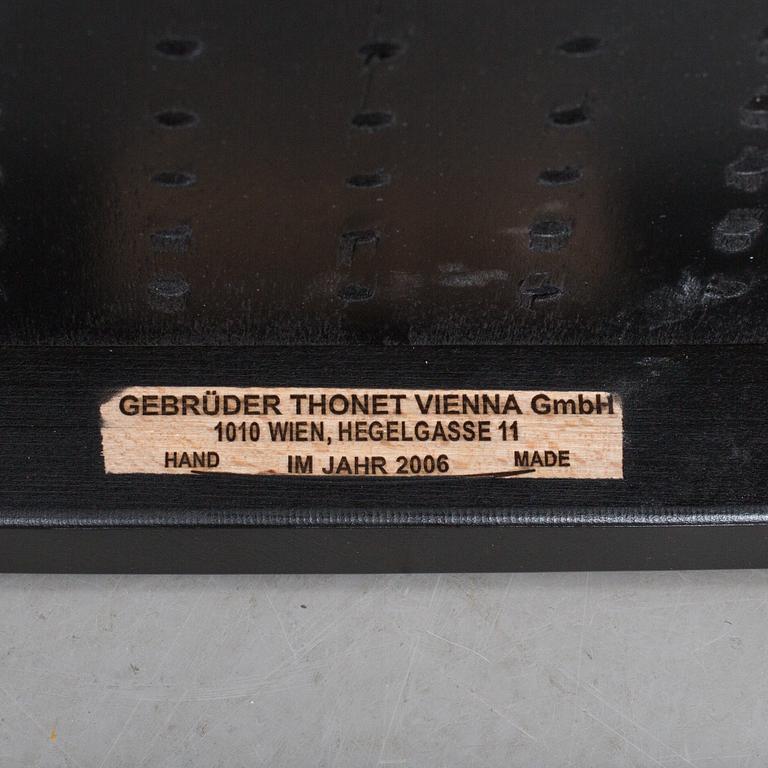 GEBRÜDER THONET VIENNA GmbH
1010 WIEN, HEGELGASSE 11
HAND IM JAHR 2006 MADE